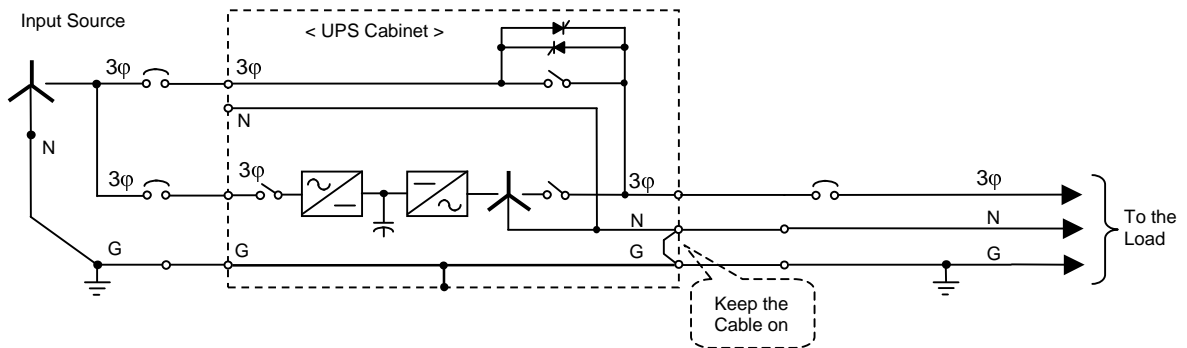 Input Source
< UPS Cabinet >
3φ
3φ
N
N
3φ
3φ
3φ
3φ
N
N
G
G
G
G
To the
Load
Keep the
Cable on